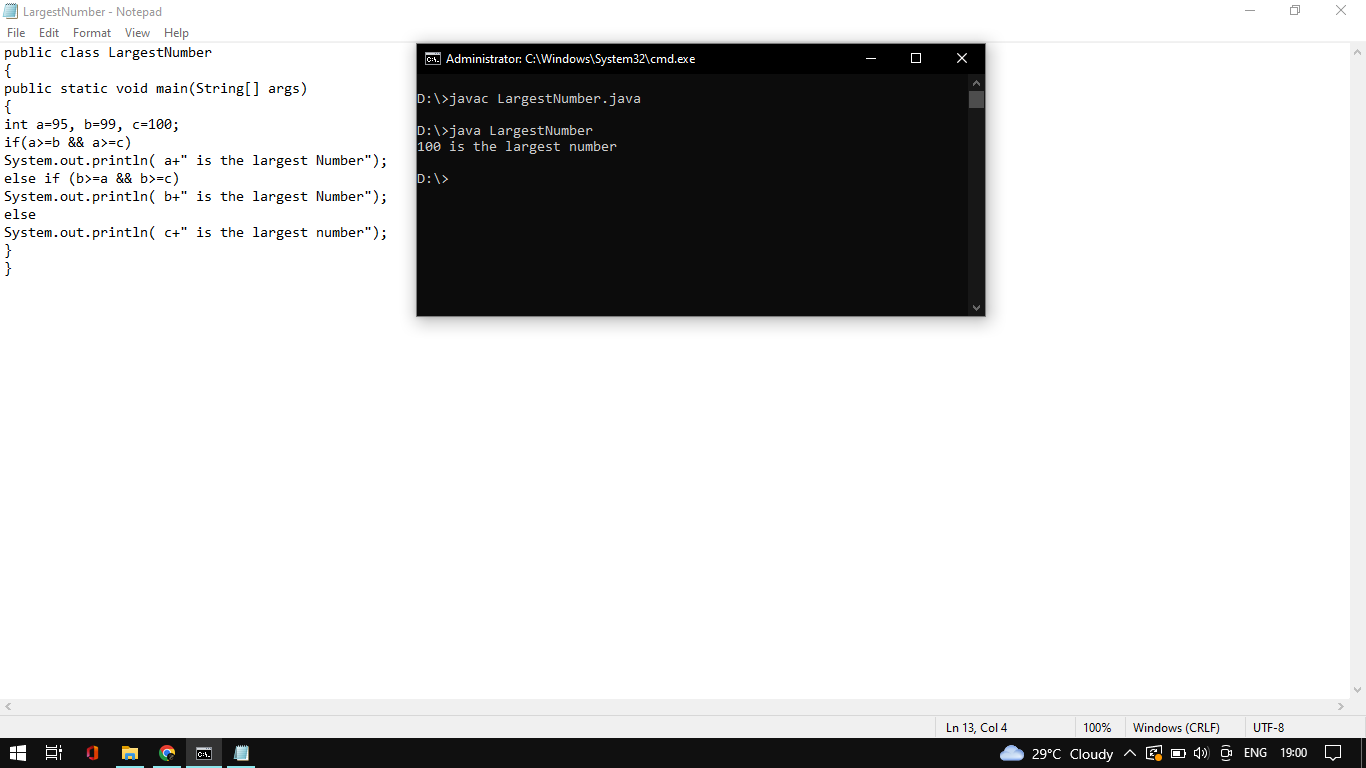 LargestNumber - Notepad
File Edit Format View Help
public class LargestNumber
{
public static void main(String[] args)
{
int a=95, b=99, c=100;
if(a>=b && a>=c)
System.out.println( a+" is the largest Number");
else if (b>=a && b>=c)
System.out.println( b+" is the largest Number");
else
System.out.println( c+" is the largest number");
}
}
Administrator: C:\Windows\System32\cmd.exe
D:\>javac LargestNumber.java
D:\>java LargestNumber
100 is the largest number
D:\>
Ln 13, Col 4 100% Windows (CRLF) UTF-8
29°C Cloudy ENG 19:00